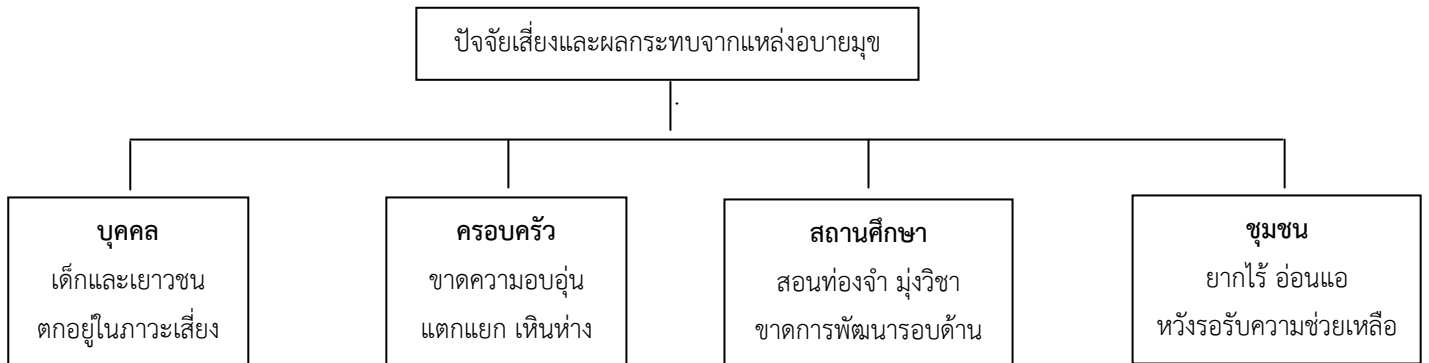 ปัจจัยเสี่ยงและผลกระทบจากแหล่งอบายมุข
บุคคล
เด็กและเยาวชน
ตกอยู่ในภาวะเสี่ยง
ครอบครัว
ขาดความอบอุ่น
แตกแยก เหินห่าง
สถานศึกษา
สอนท่องจำ มุ่งวิชา
ขาดการพัฒนารอบด้าน
ชุมชน
ยากไร้ อ่อนแอ
หวังรอรับความช่วยเหลือ